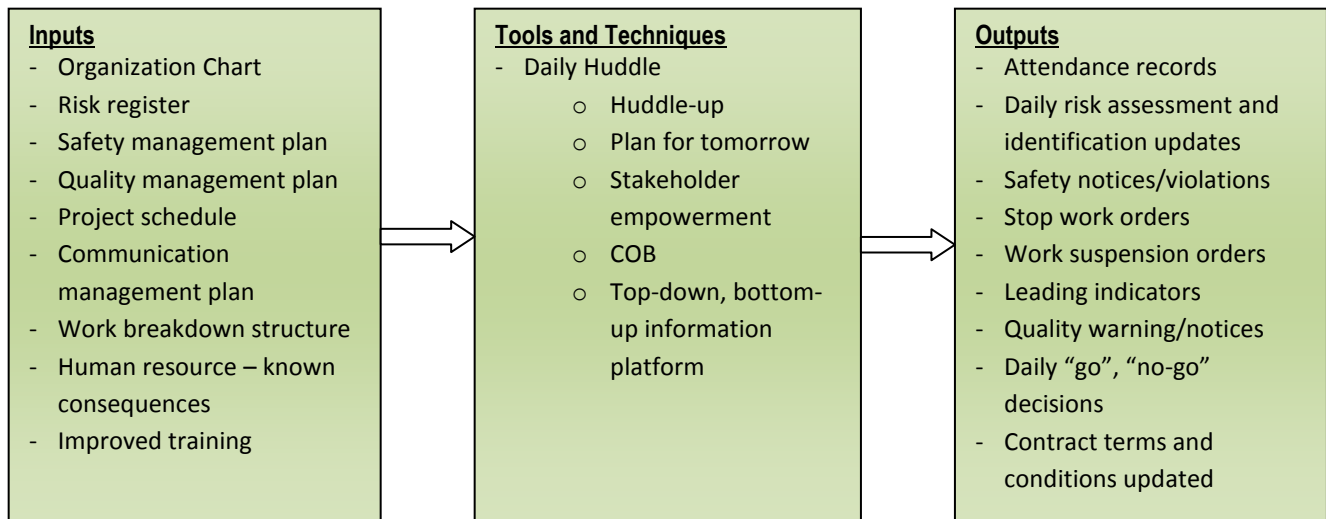 Inputs
- Organization Chart
- Risk register
- Safety management plan
- Quality management plan
- Project schedule
- Communication
management plan
- Work breakdown structure
- Human resource – known
consequences
- Improved training
Tools and Techniques
- Daily Huddle
o Huddle-up
o Plan for tomorrow
o Stakeholder
empowerment
o COB
o Top-down, bottom-
up information
platform
Outputs
- Attendance records
- Daily risk assessment and
identification updates
- Safety notices/violations
- Stop work orders
- Work suspension orders
- Leading indicators
- Quality warning/notices
- Daily “go”, “no-go”
decisions
- Contract terms and
conditions updated